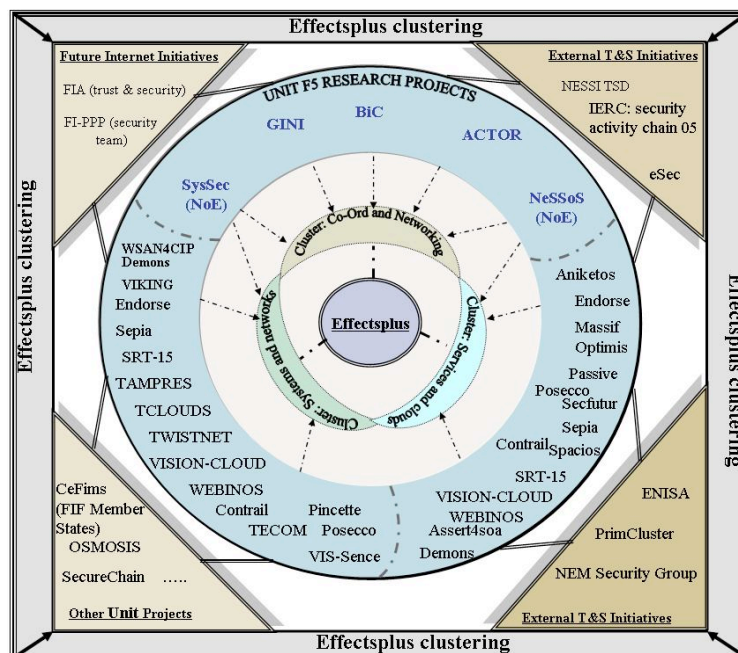 Effectsplus clustering
Future Internet Initiatives
FIA (trust & security)
FI-PPP (security
team)
External T&S Initiatives
NESSI TSD
IERC: security
activity chain 05
eSec
UNIT F5 RESEARCH PROJECTS
GINI
BiC
ACTOR
SysSec
(NoE)
NeSSoS
(NoE)
Cluster: Co-Ord and Networking
Cluster: Systems and networks
Cluster: Services and clouds
Effectsplus
WSAN4CIP
Demons
VIKING
Endorse
Sepia
SRT-15
TAMPRES
TCLOUDS
TWISTNET
VISION-CLOUD
WEBINOS
Contrail
Pincette
TECOM
Posecco
VIS-Sence
Aniketos
Endorse
Massif
Optimis
Passive
Posecco
Secfutur
Sepia
Contrail
Spacios
SRT-15
VISION-CLOUD
WEBINOS
Assert4soa
Demons
Effectsplus clustering
Effectsplus clustering
CeFims
(FIF Member
States)
OSMOSIS
SecureChain .....
Other Unit Projects
ENISA
PrimCluster
NEM Security Group
External T&S Initiatives
Effectsplus clustering